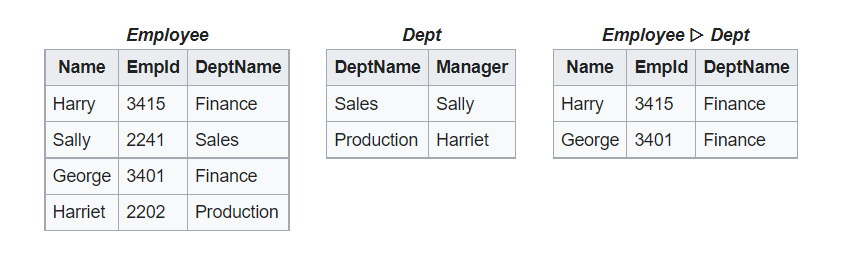 Employee
Name EmpId DeptName
Harry 3415 Finance
Sally 2241 Sales
George 3401 Finance
Harriet 2202 Production
Dept
DeptName Manager
Sales Sally
Production Harriet
Employee ▷ Dept
Name EmpId DeptName
Harry 3415 Finance
George 3401 Finance